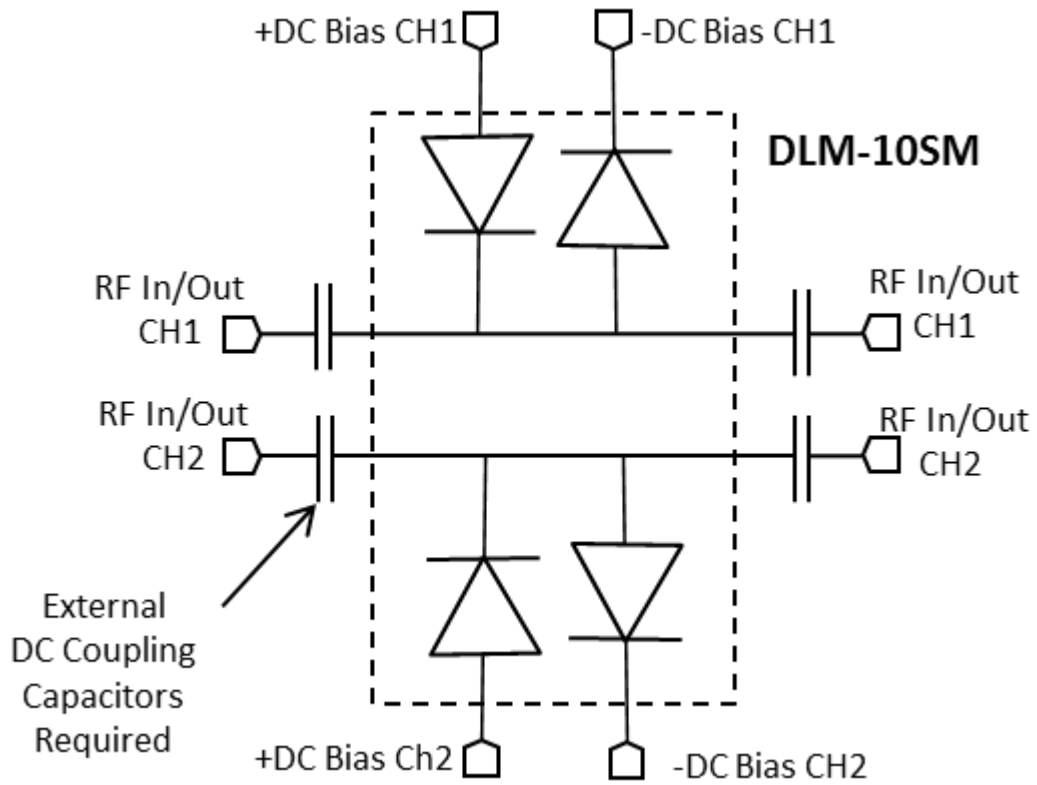 +DC Bias CH1
-DC Bias CH1
DLM-10SM
RF In/Out
CH1
RF In/Out
CH1
RF In/Out
CH2
RF In/Out
CH2
External
DC Coupling
Capacitors
Required
+DC Bias Ch2
-DC Bias CH2